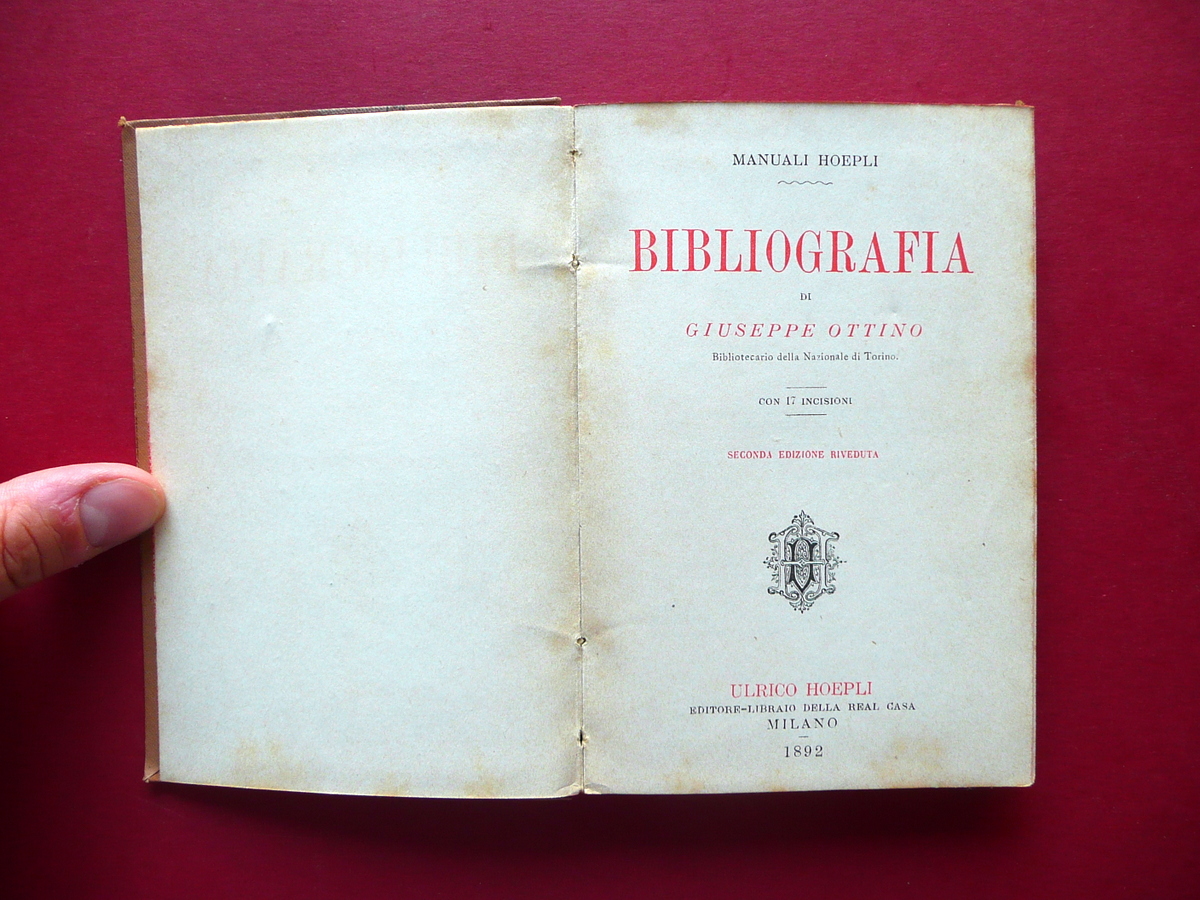 MANUALI HOEPLI
BIBLIOGRAFIA
DI
GIUSEPPE OTTINO
Bibliotecario della Nazionale di Torino.
CON 17 INCISIONI
SECONDA EDIZIONE RIVEDUTA
ULRICO HOEPLI
EDITORE-LIBRAIO DELLA REAL CASA
MILANO
1892